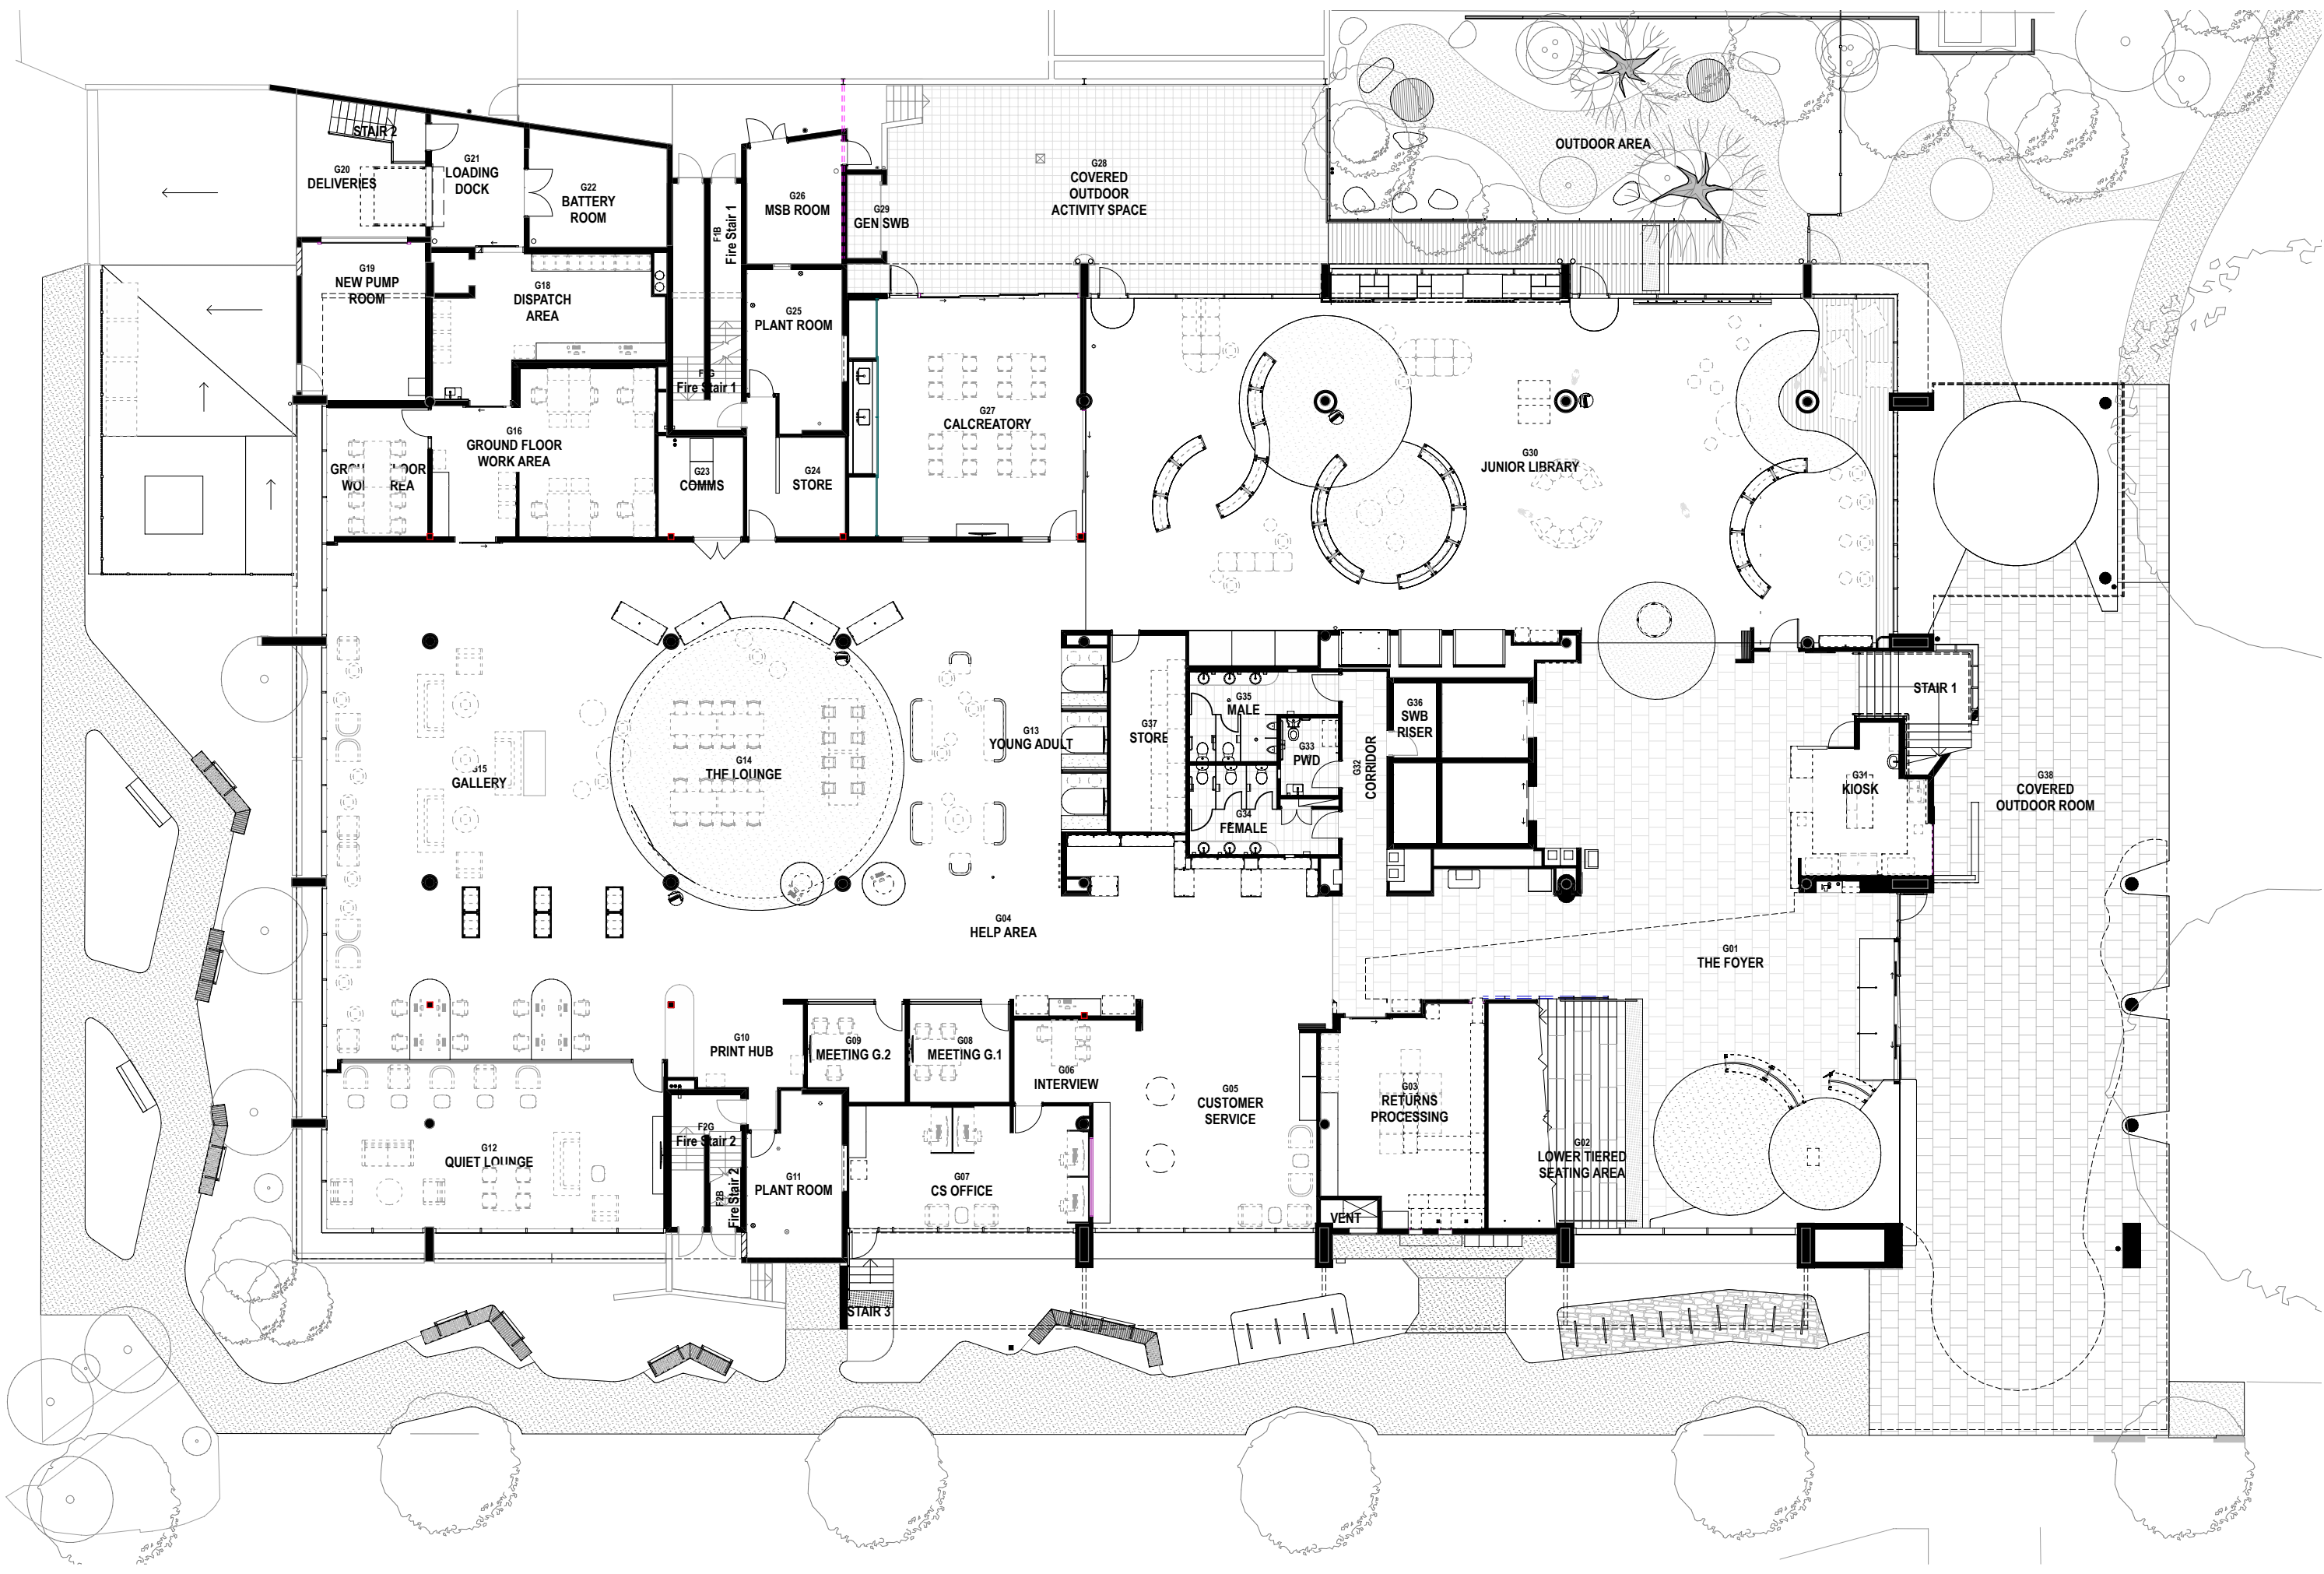 STAIR 2
G20
DELIVERIES
G21
LOADING
DOCK
G22
BATTERY
ROOM
F1B
Fire Stair 1
G26
MSB ROOM
G29
GEN SWB
G28
COVERED
OUTDOOR
ACTIVITY SPACE
OUTDOOR AREA
G19
NEW PUMP
ROOM
G18
DISPATCH
AREA
G25
PLANT ROOM
Fire Stair 1
G16
GROUND FLOOR
WORK AREA
G23
COMMS
G24
STORE
G27
CALCREATORY
G30
JUNIOR LIBRARY
G15
GALLERY
G14
THE LOUNGE
G13
YOUNG ADULT
G37
STORE
G35
MALE
G33
PWD
G34
FEMALE
G32
CORRIDOR
G36
SWB
RISER
STAIR 1
G31
KIOSK
G38
COVERED
OUTDOOR ROOM
G04
HELP AREA
G01
THE FOYER
G10
PRINT HUB
G09
MEETING G.2
G08
MEETING G.1
G06
INTERVIEW
G05
CUSTOMER
SERVICE
G03
RETURNS
PROCESSING
G02
LOWER TIERED
SEATING AREA
G12
QUIET LOUNGE
F2G
Fire Stair 2
F2B
Fire Stair 2
G11
PLANT ROOM
G07
CS OFFICE
VENT
STAIR 3